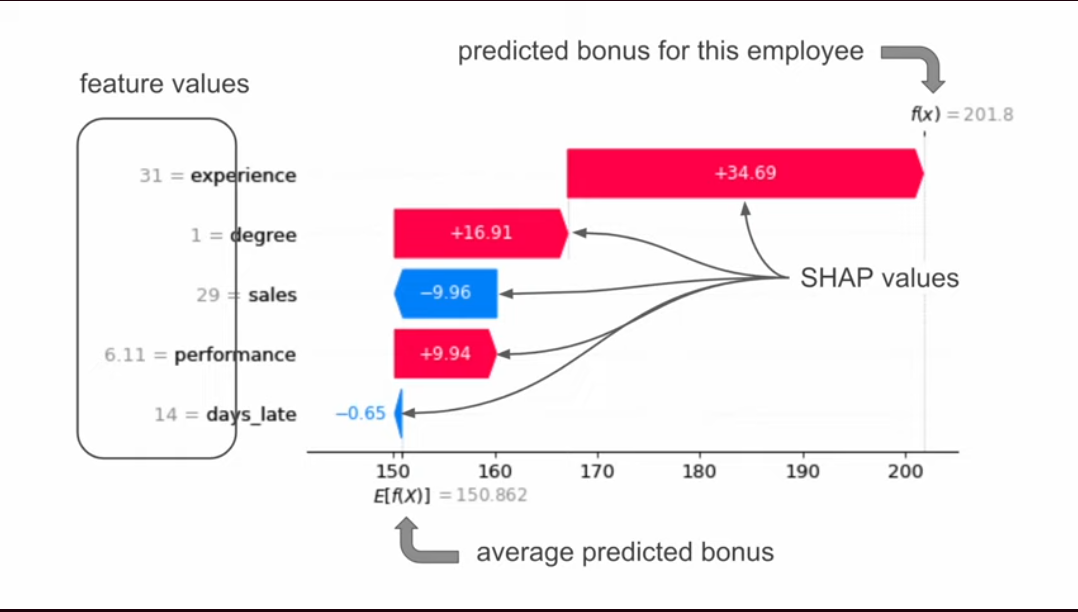 predicted bonus for this employee
feature values
f(x) = 201.8
31 = experience
+34.69
1 = degree
+16.91
SHAP values
29 = sales
−9.96
6.11 = performance
+9.94
14 = days_late
−0.65
150 160 170 180 190 200
E[f(X)] = 150.862
average predicted bonus